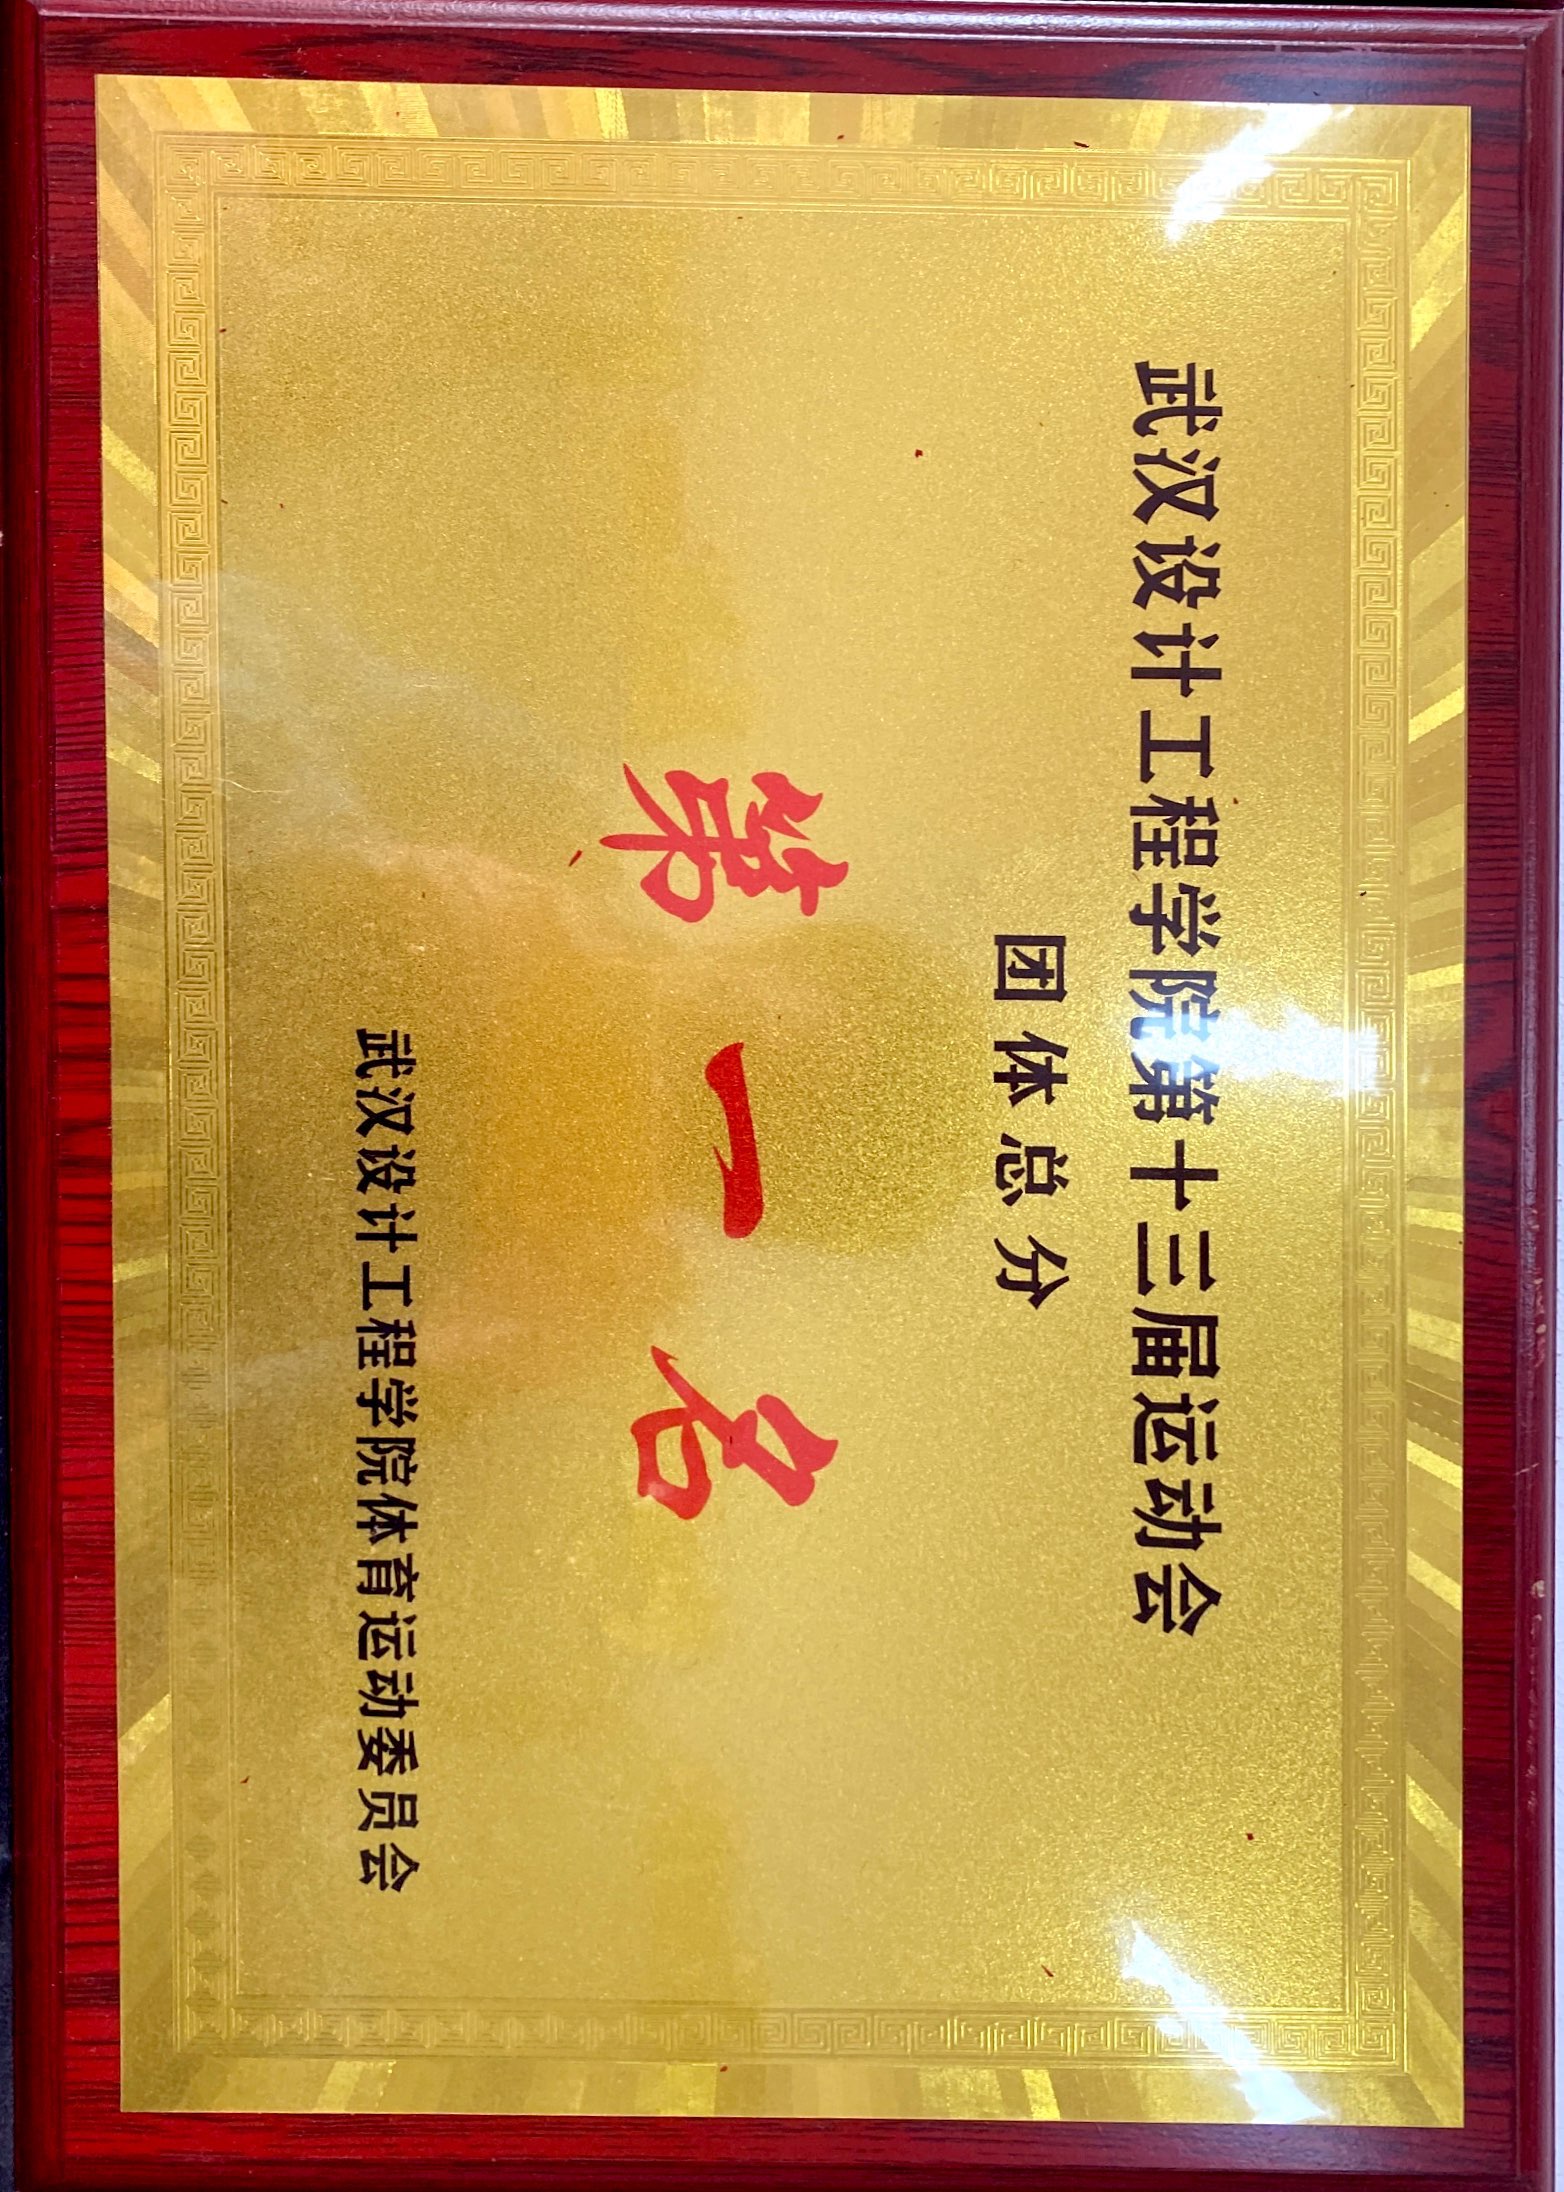 武汉设计工程学院第十三届运动会
团体总分
第一名
武汉设计工程学院体育运动委员会